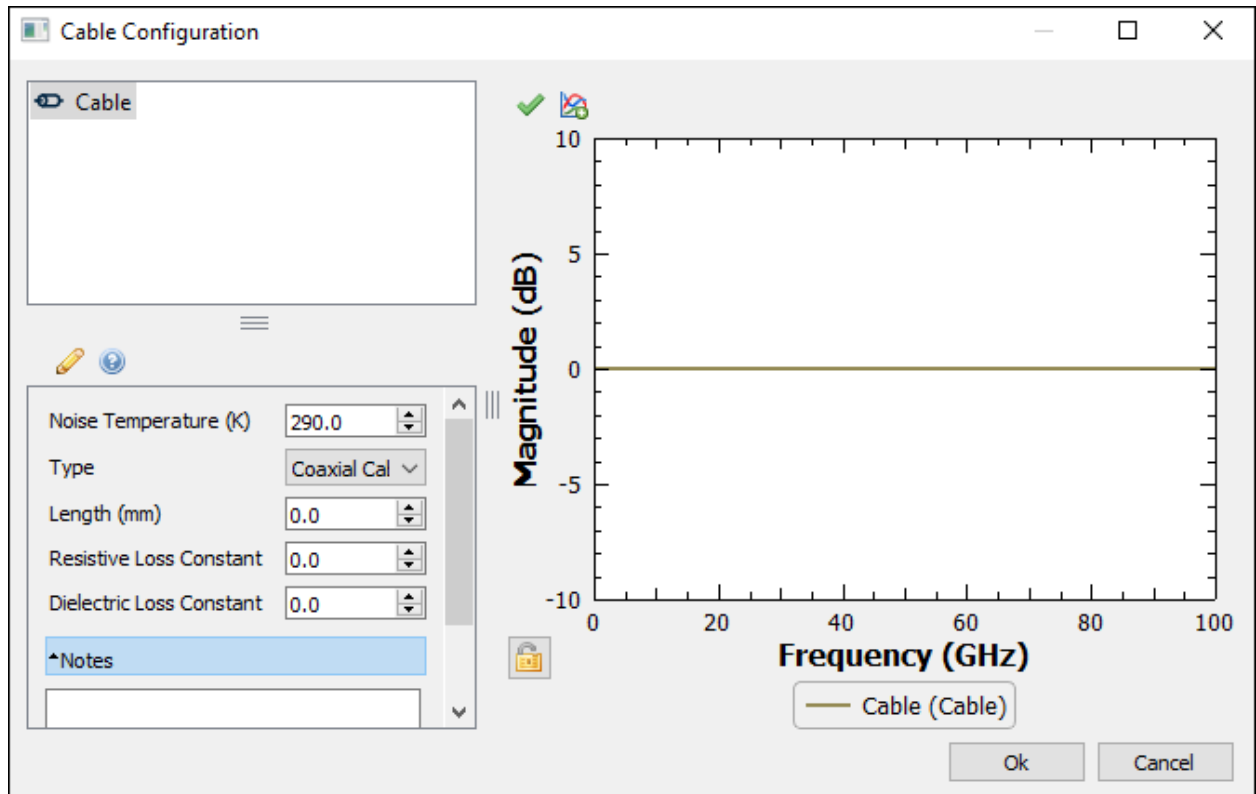 Cable Configuration
Cable
Noise Temperature (K) 290.0
Type Coaxial Cal
Length (mm) 0.0
Resistive Loss Constant 0.0
Dielectric Loss Constant 0.0
Notes
Magnitude (dB)
10
5
0
-5
-10
0 20 40 60 80 100
Frequency (GHz)
Cable (Cable)
Ok Cancel